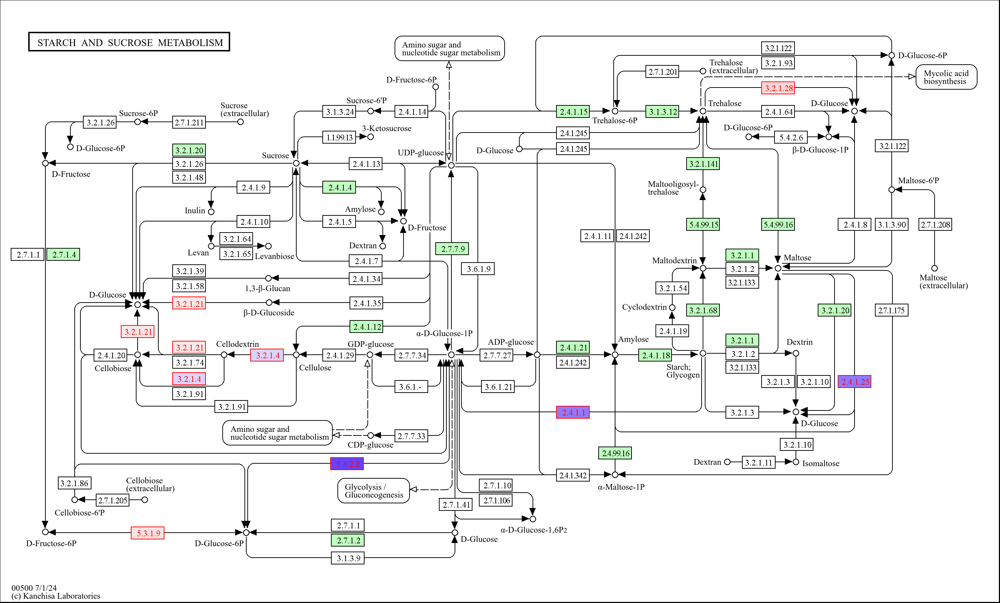 STARCH AND SUCROSE METABOLISM
Amino sugar and
nucleotide sugar metabolism
3.2.1.122
D-Glucose-6P
3.2.1.93
Trehalose
(extracellular)
2.7.1.201
Mycolic acid
biosynthesis
D-Fructose-6P
3.2.1.28
Sucrose-6'P
Trehalose
D-Glucose
Sucrose
(extracellular)
Sucrose-6P
3.1.3.24
2.4.1.14
2.4.1.15
3.1.3.12
2.4.1.64
Trehalose-6P
3.2.1.26
2.7.1.211
3-Ketosucrose
D-Glucose-6P
2.4.1.245
1.1.99.13
5.4.2.6
D-Glucose-6P
3.2.1.20
D-Glucose
2.4.1.245
β-D-Glucose-1P
3.2.1.122
Sucrose
UDP-glucose
3.2.1.26
2.4.1.13
3.2.1.141
D-Fructose
3.2.1.48
Maltose-6'P
2.4.1.9
2.4.1.4
Maltooligosyl-
trehalose
Inulin
Amylose
2.4.1.10
2.4.1.5
5.4.99.15
5.4.99.16
2.4.1.8
3.1.3.90
2.7.1.208
D-Fructose
3.2.1.64
2.4.1.11
2.4.1.242
Levan
3.2.1.65
Levanbiose
Dextran
2.7.7.9
2.7.1.1
2.7.1.4
3.2.1.1
Maltose
2.4.1.7
Maltodextrin
3.2.1.39
3.6.1.9
3.2.1.2
2.4.1.34
3.2.1.133
Maltose
(extracellular)
3.2.1.58
1,3-β-Glucan
3.2.1.54
D-Glucose
3.2.1.21
2.4.1.35
Cyclodextrin
3.2.1.68
3.2.1.20
2.7.1.175
β-D-Glucoside
2.4.1.12
3.2.1.21
α-D-Glucose-1P
2.4.1.19
Cellodextrin
GDP-glucose
ADP-glucose
Amylose
3.2.1.1
Dextrin
3.2.1.21
2.4.1.21
2.4.1.20
3.2.1.4
2.4.1.29
2.7.7.34
2.7.7.27
2.4.1.18
3.2.1.2
3.2.1.74
2.4.1.242
Cellobiose
Cellulose
Starch;
Glycogen
3.2.1.133
3.2.1.4
3.2.1.3
3.2.1.10
2.4.1.25
3.2.1.91
3.6.1.-
3.6.1.21
3.2.1.91
2.4.1.1
3.2.1.3
D-Glucose
Amino sugar and
nucleotide sugar metabolism
2.7.7.33
CDP-glucose
3.2.1.10
2.4.99.16
5.4.2.2
Dextran
3.2.1.11
Isomaltose
2.4.1.342
3.2.1.86
Cellobiose
(extracellular)
α-Maltose-1P
Glycolysis /
Gluconeogenesis
2.7.1.10
2.7.1.205
2.7.1.41
2.7.1.106
Cellobiose-6'P
2.7.1.1
α-D-Glucose-1,6P2
5.3.1.9
D-Fructose-6P
D-Glucose-6P
2.7.1.2
D-Glucose
3.1.3.9
00500 7/1/24
(c) Kanehisa Laboratories